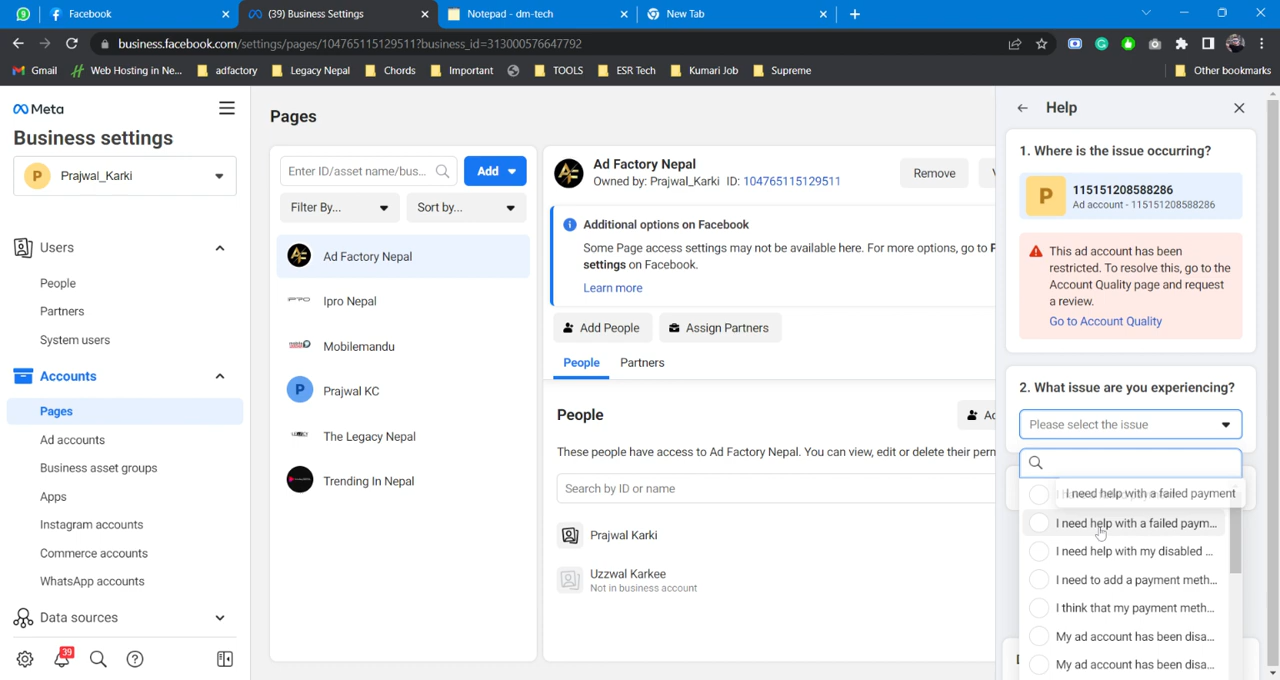 9
Facebook
(39) Business Settings
Notepad - dm-tech
New Tab
business.facebook.com/settings/pages/104765115129511?business_id=313000576647792
Gmail
Web Hosting in Ne...
adfactory
Legacy Nepal
Chords
Important
TOOLS
ESR Tech
Kumari Job
Supreme
Other bookmarks
Meta
Business settings
P
Prajwal_Karki
Users
People
Partners
System users
Accounts
Pages
Ad accounts
Business asset groups
Apps
Instagram accounts
Commerce accounts
WhatsApp accounts
Data sources
39
Pages
Enter ID/asset name/bus...
Add
Filter By...
Sort by...
Ad Factory Nepal
Ipro Nepal
Mobilemandu
P
Prajwal KC
The Legacy Nepal
Trending In Nepal
Ad Factory Nepal
Owned by: Prajwal_Karki ID: 104765115129511
Remove
Additional options on Facebook
Some Page access settings may not be available here. For more options, go to P
settings on Facebook.
Learn more
Add People
Assign Partners
People
Partners
People
Ad
These people have access to Ad Factory Nepal. You can view, edit or delete their perm
Search by ID or name
Prajwal Karki
Uzzwal Karkee
Not in business account
Help
1. Where is the issue occurring?
P
115151208588286
Ad account - 115151208588286
This ad account has been
restricted. To resolve this, go to the
Account Quality page and request
a review.
Go to Account Quality
2. What issue are you experiencing?
Please select the issue
I need help with a failed payment
I need help with a failed paym...
I need help with my disabled ...
I need to add a payment meth...
I think that my payment meth...
My ad account has been disa...
My ad account has been disa...